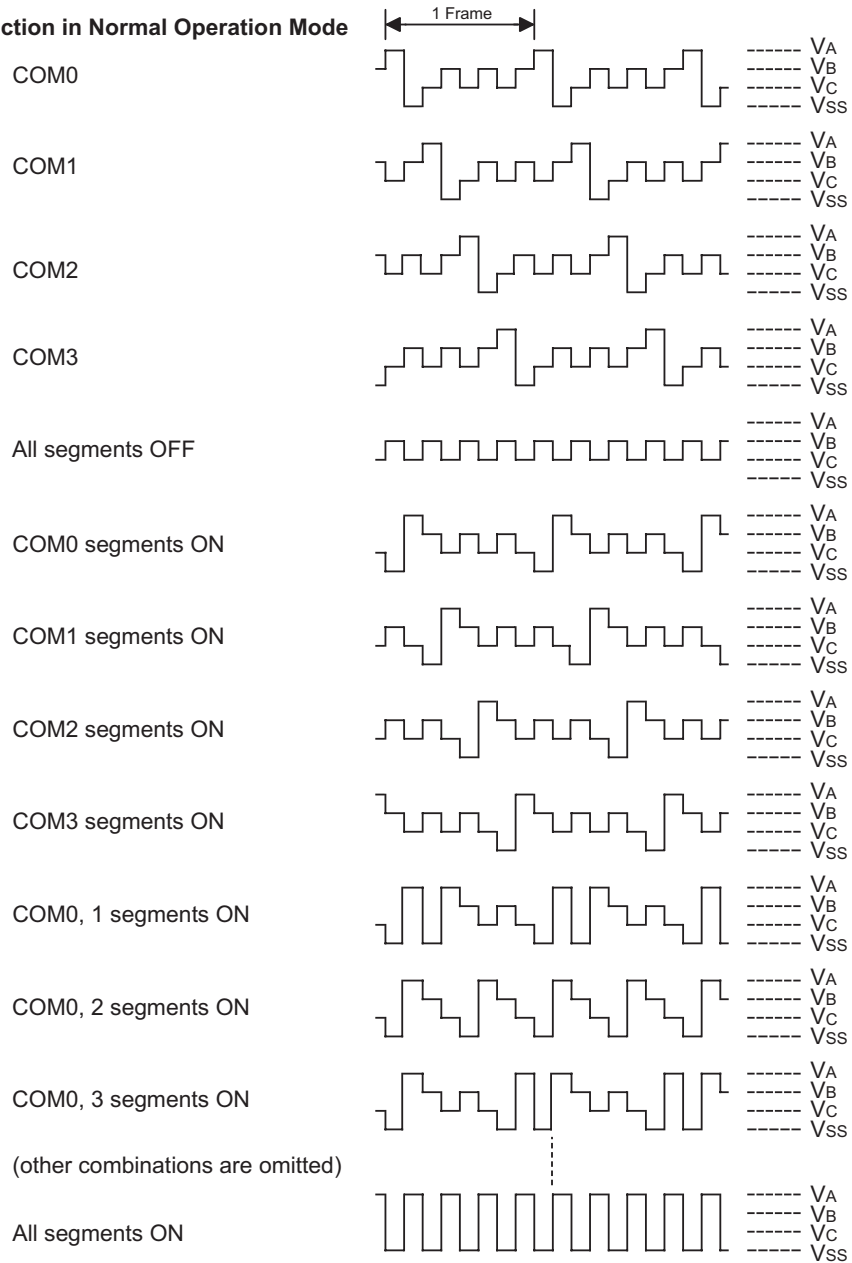 ction in Normal Operation Mode
1 Frame
COM0
VA
VB
VC
VSS
COM1
VA
VB
VC
VSS
COM2
VA
VB
VC
VSS
COM3
VA
VB
VC
VSS
All segments OFF
VA
VB
VC
VSS
COM0 segments ON
VA
VB
VC
VSS
COM1 segments ON
VA
VB
VC
VSS
COM2 segments ON
VA
VB
VC
VSS
COM3 segments ON
VA
VB
VC
VSS
COM0, 1 segments ON
VA
VB
VC
VSS
COM0, 2 segments ON
VA
VB
VC
VSS
COM0, 3 segments ON
VA
VB
VC
VSS
(other combinations are omitted)
All segments ON
VA
VB
VC
VSS